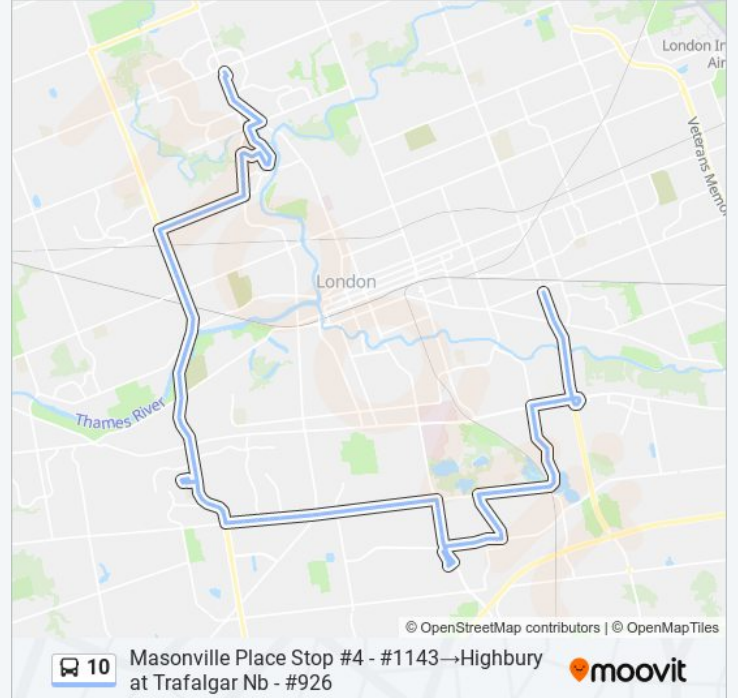 London In
Air
Veterans Memo
London
Thames River
© OpenStreetMap contributors | © OpenMapTiles
10
Masonville Place Stop #4 - #1143→Highbury
at Trafalgar Nb - #926
moovit